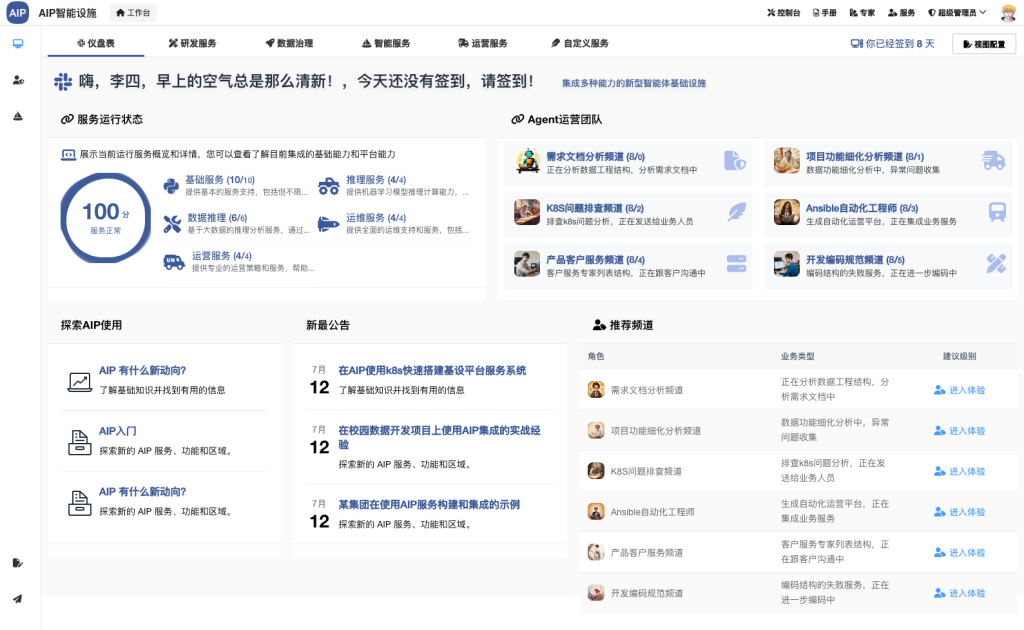 AIP AIP智能设施 工作台 控制台 手册 专家 服务 超级管理员
仪盘表 研发服务 数据治理 智能服务 运营服务 自定义服务 你已经签到 8 天 视图配置
嗨，李四，早上的空气总是那么清新！，今天还没有签到，请签到！ 集成多种能力的新型智能体基础设施
服务运行状态
展示当前运行服务概览和详情，您可以查看了解目前集成的基础能力和平台能力
100 分
服务正常
基础服务 (10/10)
提供基本的服务支持，包括但不限...
推理服务 (4/4)
提供机器学习模型推理计算能力，...
数据推理 (6/6)
基于大数据的推理分析服务，通过...
运维服务 (4/4)
提供全面的运维支持和服务，包括...
运营服务 (4/4)
提供专业的运营策略和服务，帮助...
Agent运营团队
需求文档分析频道 (8/0)
正在分析数据工程结构，分析需求文档中
项目功能细化分析频道 (8/1)
数据功能细化分析中，异常问题收集
K8S问题排查频道 (8/2)
排查k8s问题分析，正在发送给业务人员
Ansible自动化工程师 (8/3)
生成自动化运营平台，正在集成业务服务
产品客户服务频道 (8/4)
客户服务专家列表结构，正在跟客户沟通中
开发编码规范频道 (8/5)
编码结构的失败服务，正在进一步编码中
探索AIP使用
AIP 有什么新动向?
了解基础知识并找到有用的信息
AIP入门
探索新的 AIP 服务、功能和区域。
AIP 有什么新动向?
探索新的 AIP 服务、功能和区域。
新最公告
7月
12
在AIP使用k8s快速搭建基设平台服务系统
了解基础知识并找到有用的信息
7月
12
在校园数据开发项目上使用AIP集成的实战经
验
探索新的 AIP 服务、功能和区域。
7月
12
某集团在使用AIP服务构建和集成的示例
探索新的 AIP 服务、功能和区域。
推荐频道
角色 业务类型 建议级别
需求文档分析频道 正在分析数据工程结构，分
析需求文档中 进入体验
项目功能细化分析频道 数据功能细化分析中，异常
问题收集 进入体验
K8S问题排查频道 排查k8s问题分析，正在发
送给业务人员 进入体验
Ansible自动化工程师 生成自动化运营平台，正在
集成业务服务 进入体验
产品客户服务频道 客户服务专家列表结构，正
在跟客户沟通中 进入体验
开发编码规范频道 编码结构的失败服务，正在
进一步编码中 进入体验